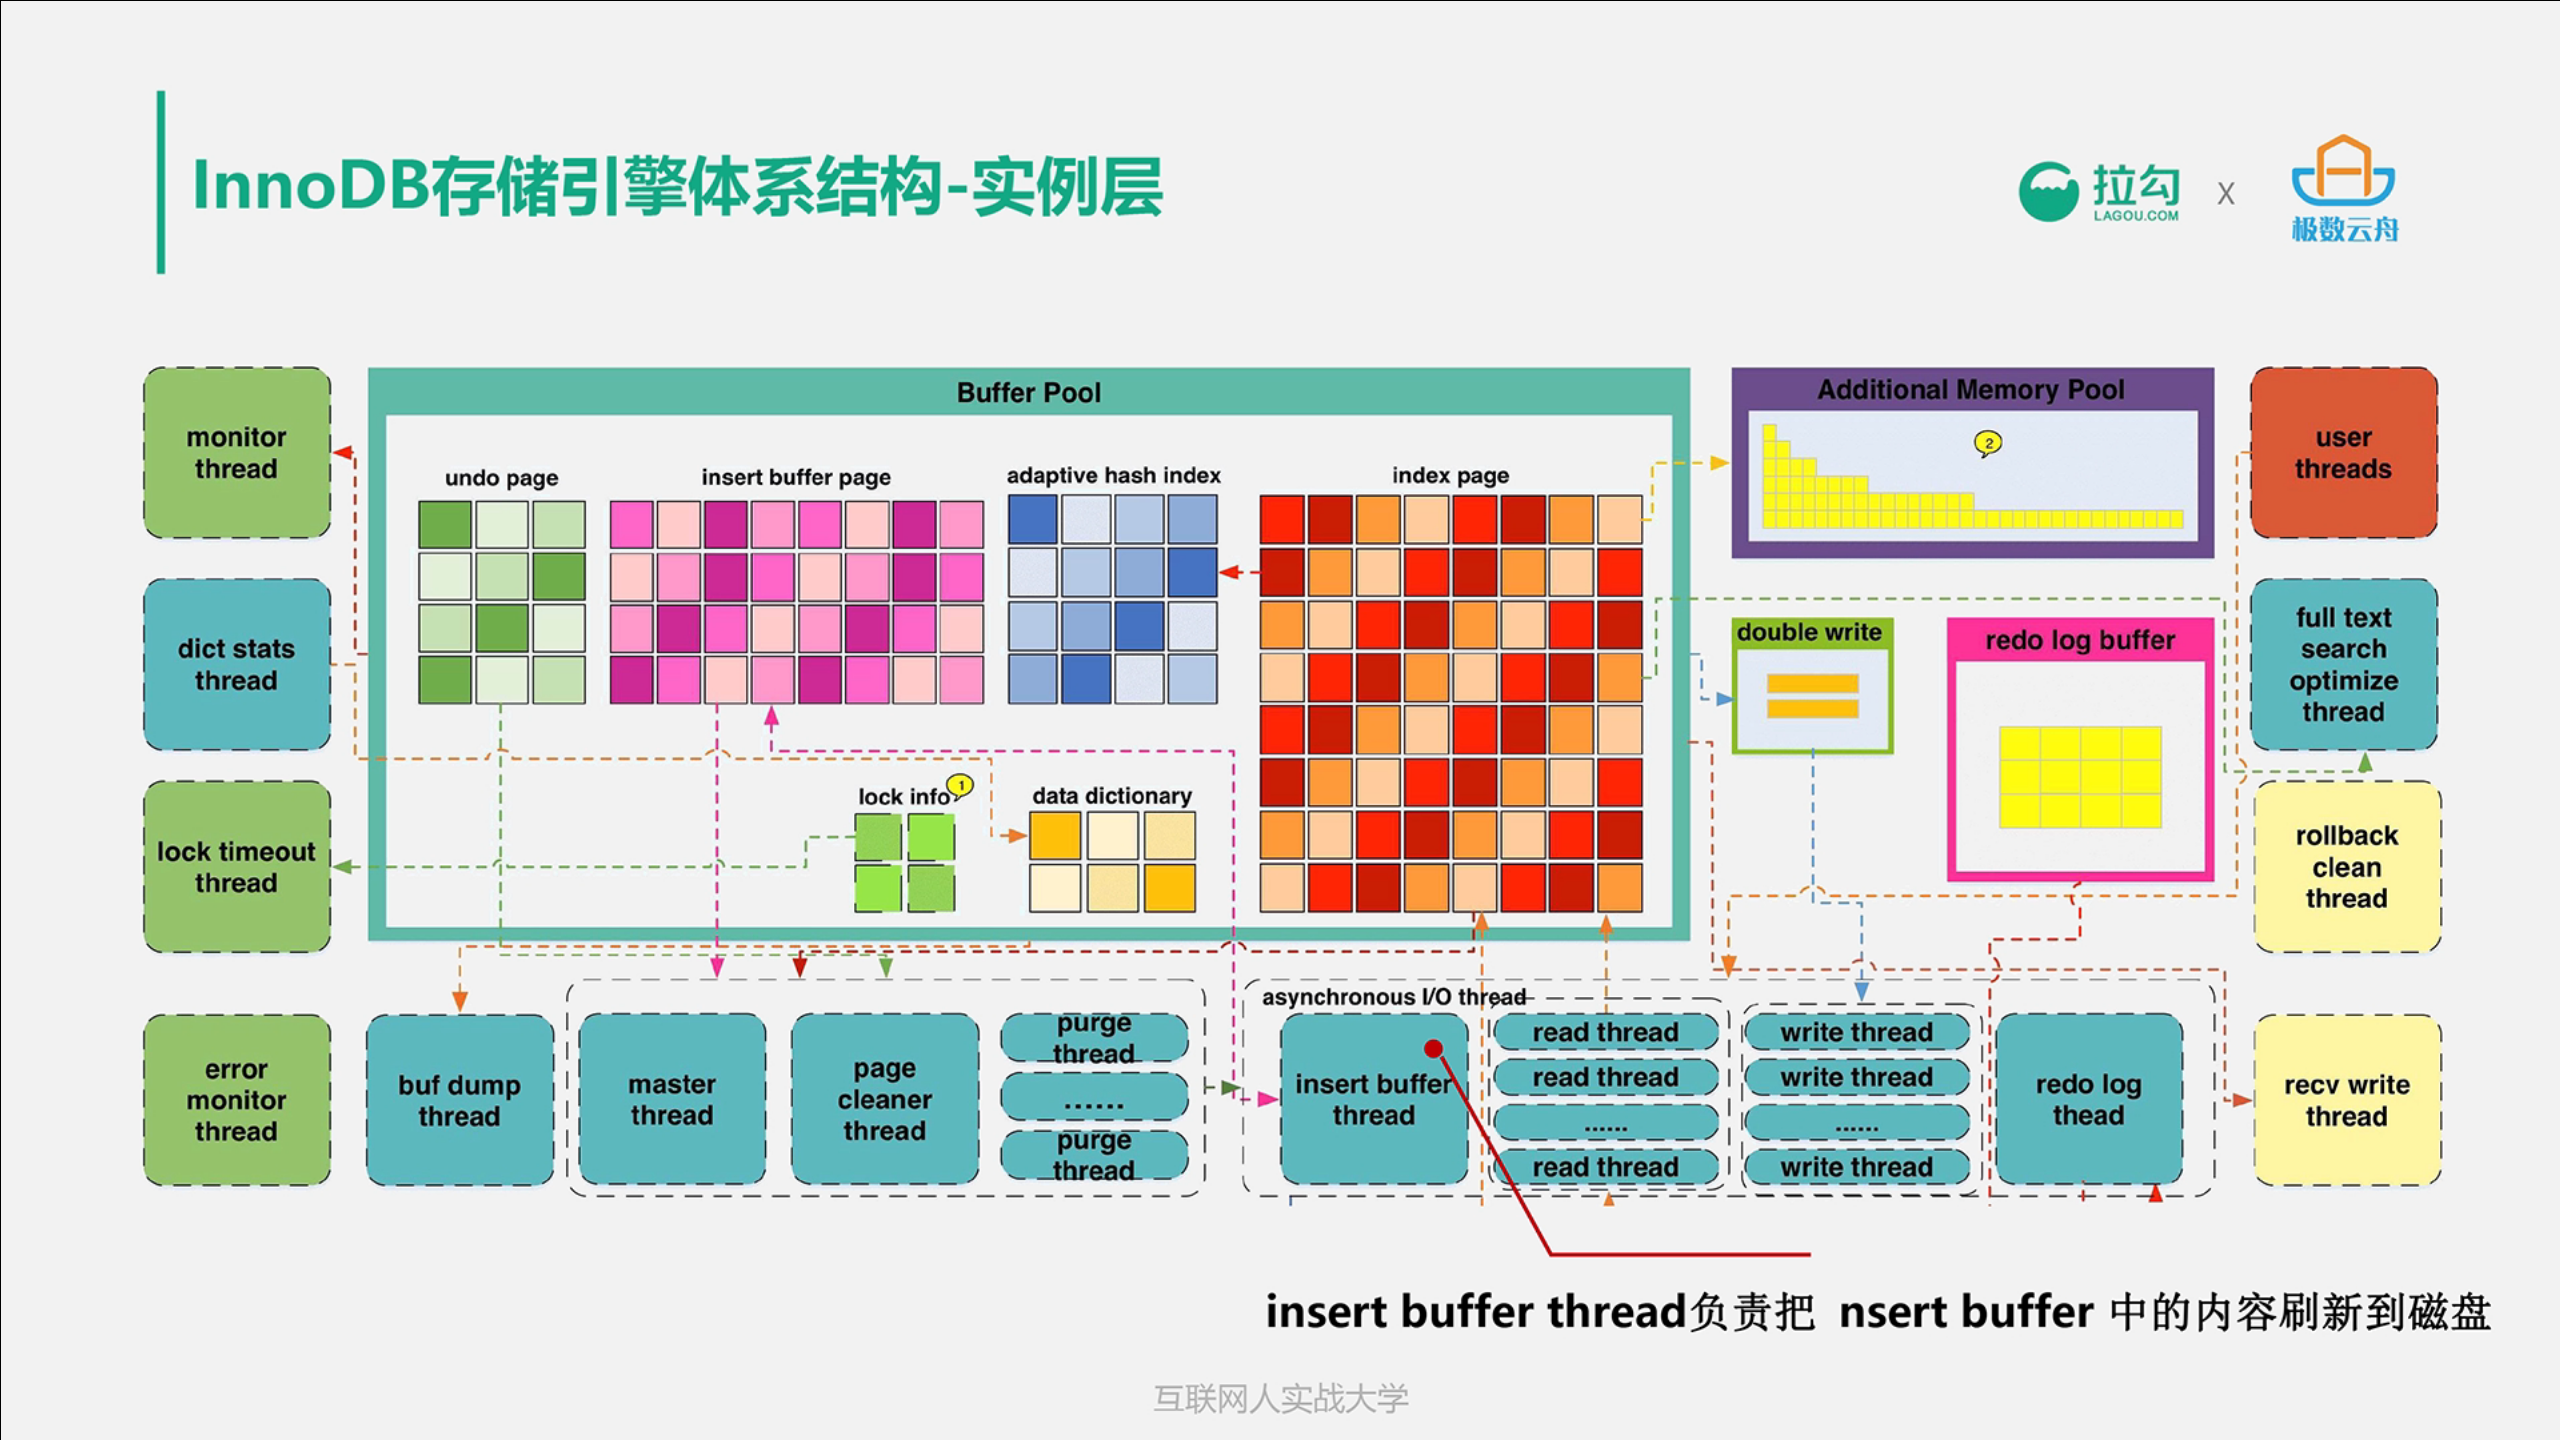 InnoDB存储引擎体系结构-实例层
拉勾
LAGOU.COM
X
极数云舟
monitor
thread
dict stats
thread
lock timeout
thread
error
monitor
thread
Buffer Pool
undo page
insert buffer page
adaptive hash index
index page
lock info
1
data dictionary
Additional Memory Pool
2
double write
redo log buffer
user
threads
full text
search
optimize
thread
rollback
clean
thread
recv write
thread
buf dump
thread
master
thread
page
cleaner
thread
purge
thread
......
purge
thread
asynchronous I/O thread
insert buffer
thread
read thread
read thread
......
read thread
write thread
write thread
......
write thread
redo log
thead
insert buffer thread负责把 nsert buffer 中的内容刷新到磁盘
互联网人实战大学